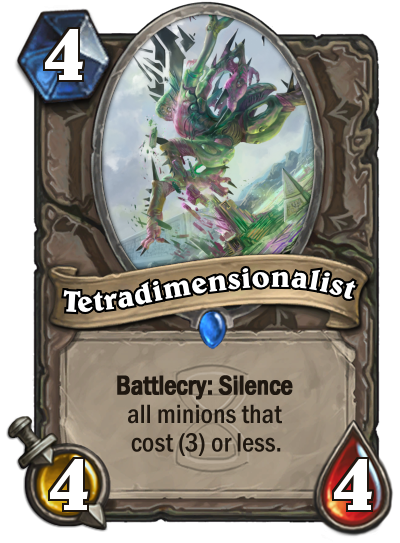 4
Tetradimensionalist
Battlecry: Silence
all minions that
cost (3) or less.
4
4